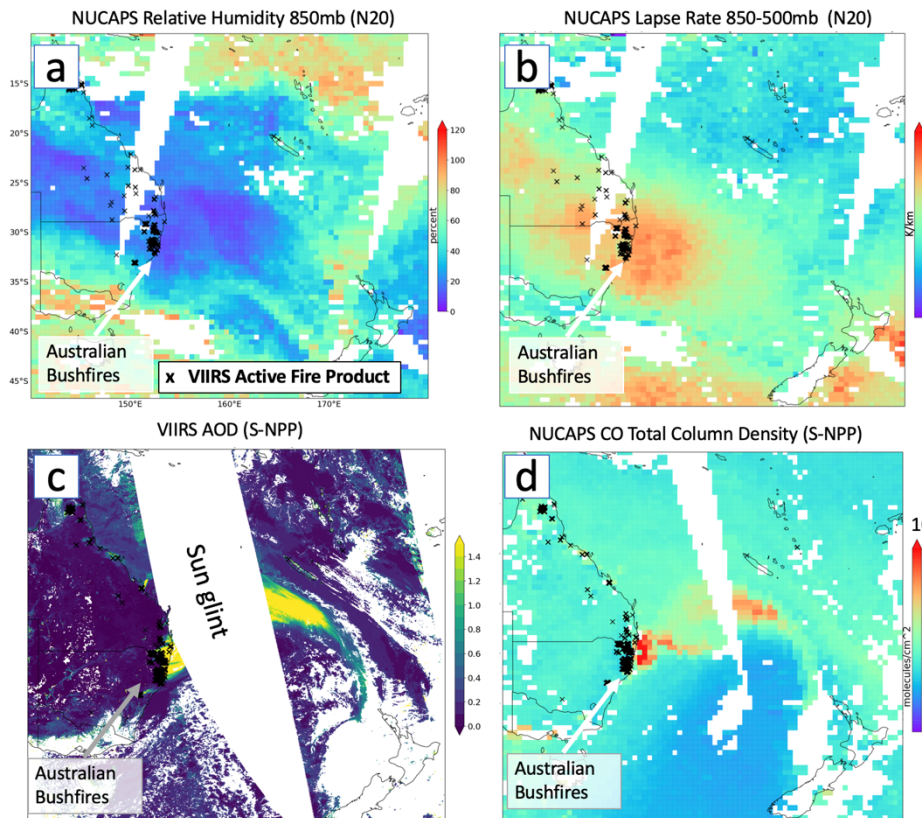 NUCAPS Relative Humidity 850mb (N20)
a
15°S
20°S
25°S
30°S
35°S
40°S
45°S
150°E
160°E
170°E
120
100
80
60
40
20
0
percent
Australian
Bushfires
x VIIRS Active Fire Product
NUCAPS Lapse Rate 850-500mb (N20)
b
K/km
Australian
Bushfires
VIIRS AOD (S-NPP)
c
Sun glint
1.4
1.2
1.0
0.8
0.6
0.4
0.2
0.0
Australian
Bushfires
NUCAPS CO Total Column Density (S-NPP)
d
10
molecules/cm^2
Australian
Bushfires